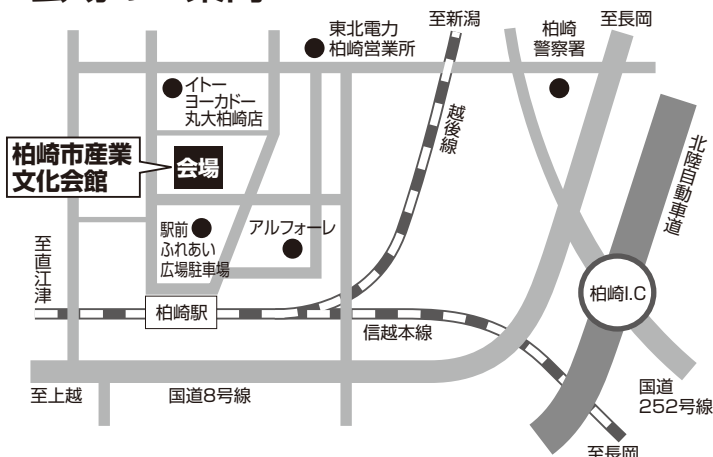 東北電力
柏崎営業所
至新潟
柏崎
警察署
至長岡
イトー
ヨーカドー
丸大柏崎店
越後線
北陸自動車道
柏崎市産業
文化会館
会場
駅前
ふれあい
広場駐車場
アルフォーレ
至直江津
柏崎駅
信越本線
柏崎I.C
至上越
国道8号線
国道
252号線
至長岡